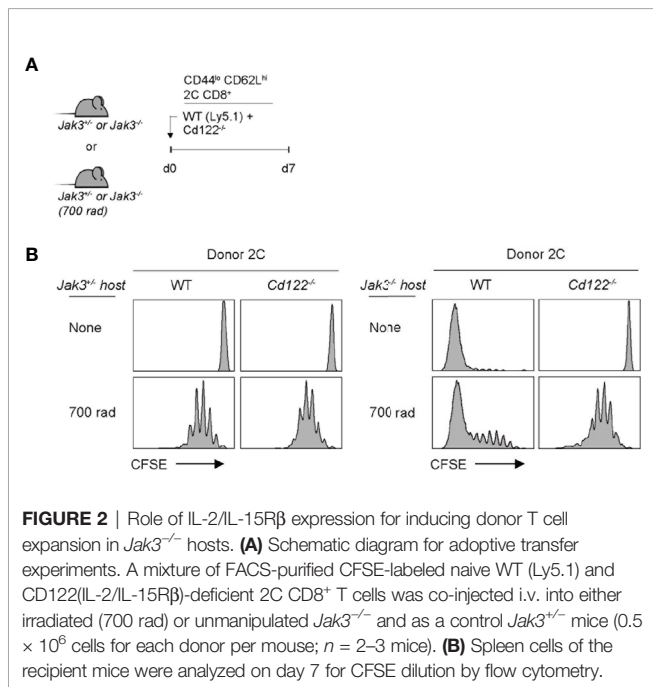 A
CD44ˡᵒ CD62Lʰⁱ
2C CD8⁺
WT (Ly5.1) +
Cd122⁻/⁻
Jak3⁺/⁻ or Jak3⁻/⁻
or
Jak3⁺/⁻ or Jak3⁻/⁻
(700 rad)
d0 d7
B
Donor 2C Donor 2C
Jak3⁺/⁻ host WT Cd122⁻/⁻ Jak3⁻/⁻ host WT Cd122⁻/⁻
None None
700 rad 700 rad
CFSE CFSE
FIGURE 2 | Role of IL-2/IL-15Rβ expression for inducing donor T cell
expansion in Jak3⁻/⁻ hosts. (A) Schematic diagram for adoptive transfer
experiments. A mixture of FACS-purified CFSE-labeled naive WT (Ly5.1) and
CD122(IL-2/IL-15Rβ)-deficient 2C CD8⁺ T cells was co-injected i.v. into either
irradiated (700 rad) or unmanipulated Jak3⁻/⁻ and as a control Jak3⁺/⁻ mice (0.5
× 10⁶ cells for each donor per mouse; n = 2–3 mice). (B) Spleen cells of the
recipient mice were analyzed on day 7 for CFSE dilution by flow cytometry.